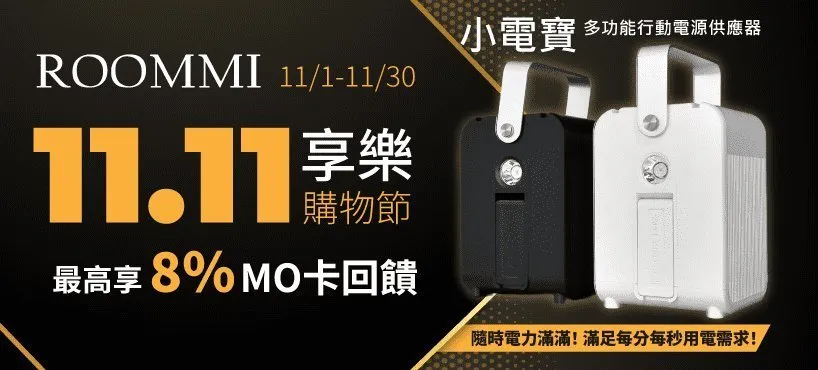 ROOMMI 11/1-11/30
11.11 享樂
購物節
最高享 8% MO卡回饋
小電寶 多功能行動電源供應器
隨時電力滿滿！滿足每分每秒用電需求！